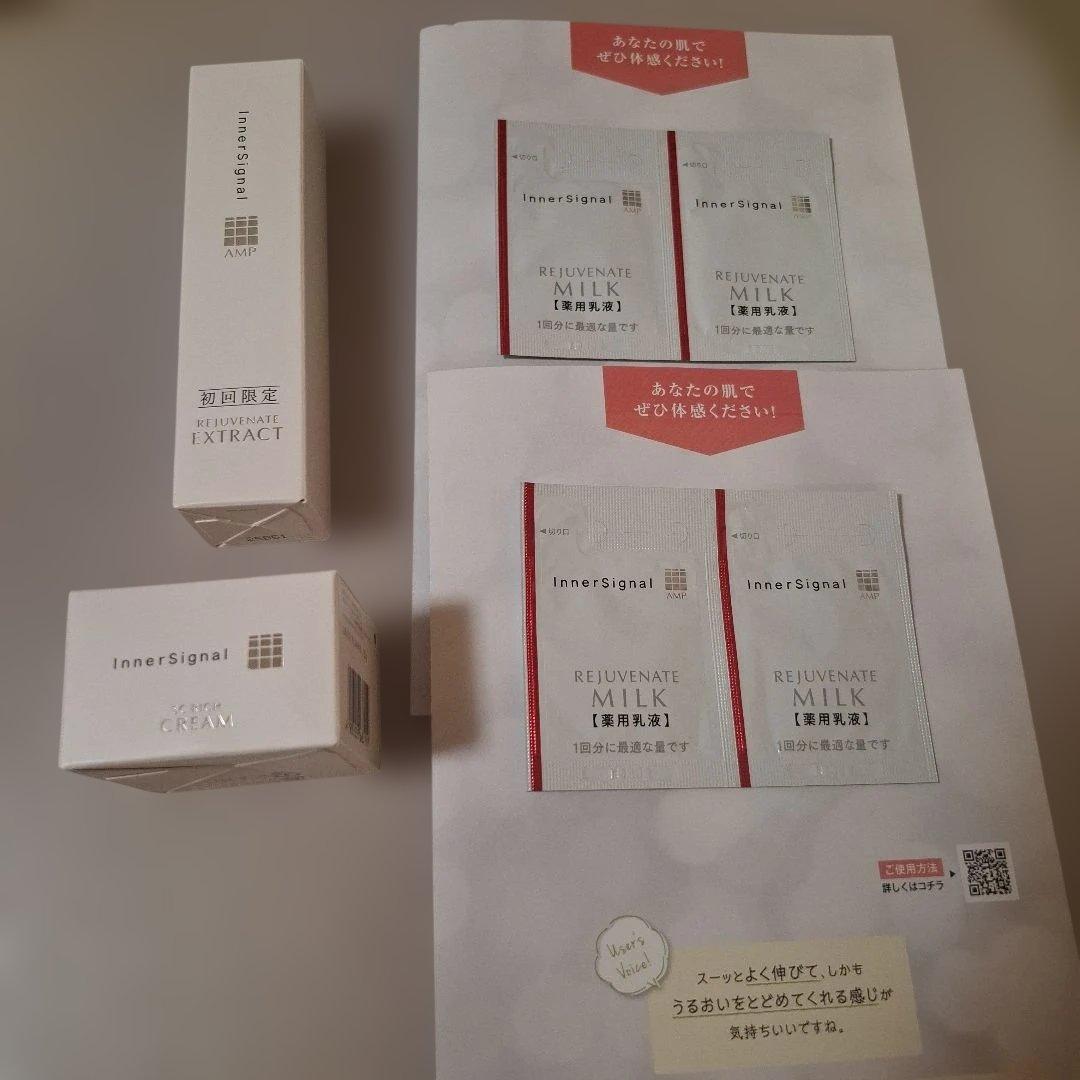 InnerSignal
AMP
初回限定
REJUVENATE
EXTRACT
InnerSignal
CREAM
あなたの肌で
ぜひ体感ください!
◀切り口
InnerSignal
AMP
REJUVENATE
MILK
【薬用乳液】
1回分に最適な量です
◀切り口
InnerSignal
AMP
REJUVENATE
MILK
【薬用乳液】
1回分に最適な量です
あなたの肌で
ぜひ体感ください!
◀切り口
InnerSignal
AMP
REJUVENATE
MILK
【薬用乳液】
1回分に最適な量です
◀切り口
InnerSignal
AMP
REJUVENATE
MILK
【薬用乳液】
1回分に最適な量です
ご使用方法
詳しくはコチラ
User's
Voice!
スーッとよく伸びて、しかも
うるおいをとどめてくれる感じが
気持ちいいですね。